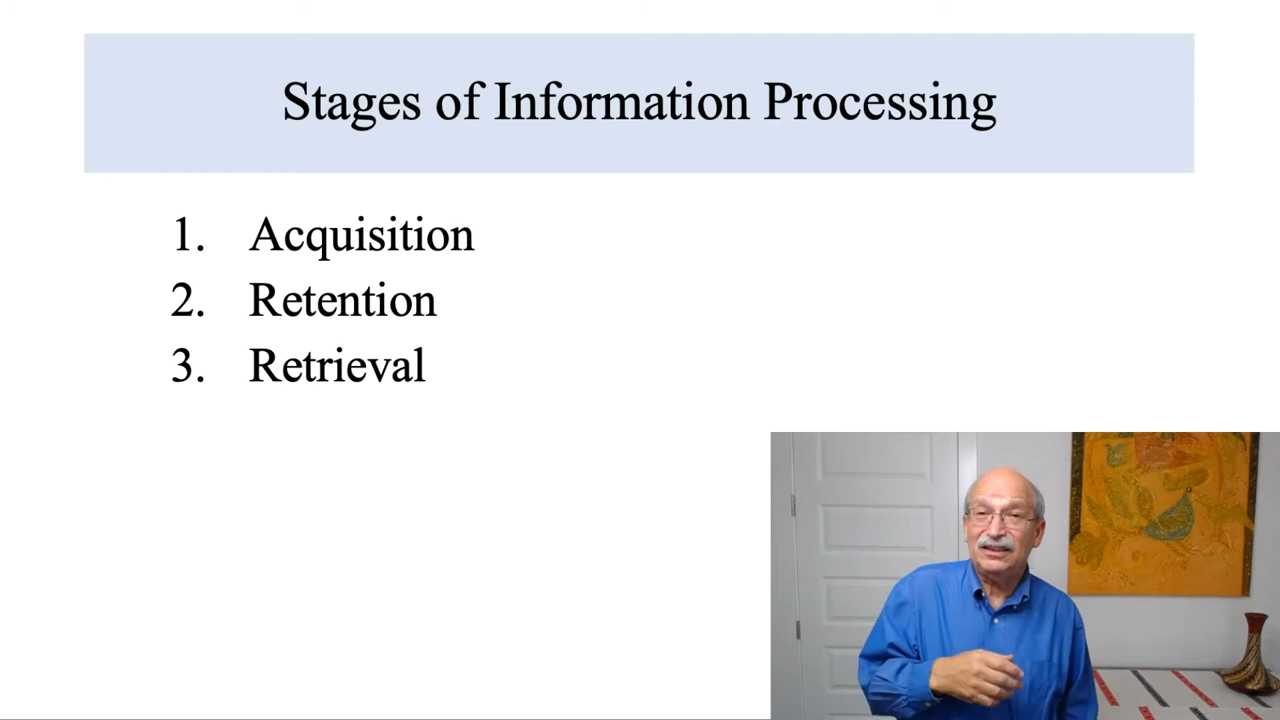 Stages of Information Processing
1. Acquisition
2. Retention
3. Retrieval